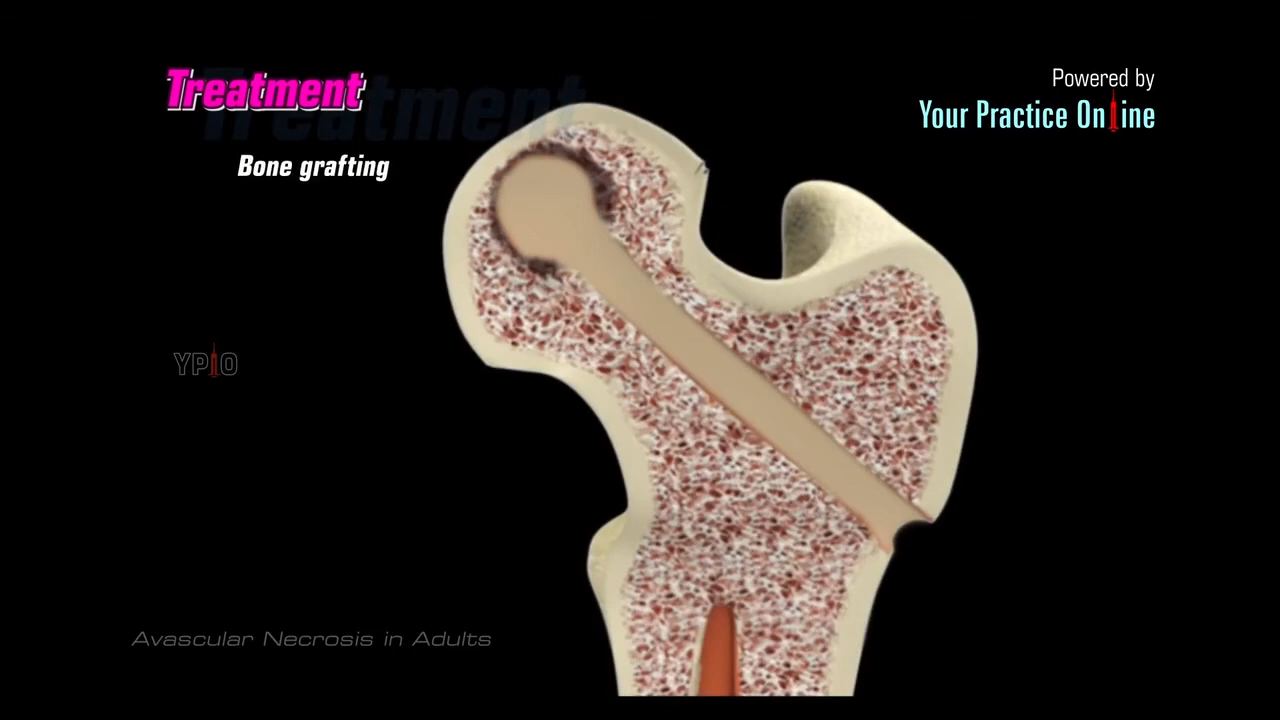 Treatment
Bone grafting
Powered by
Your Practice Online
YPIO
Avascular Necrosis in Adults